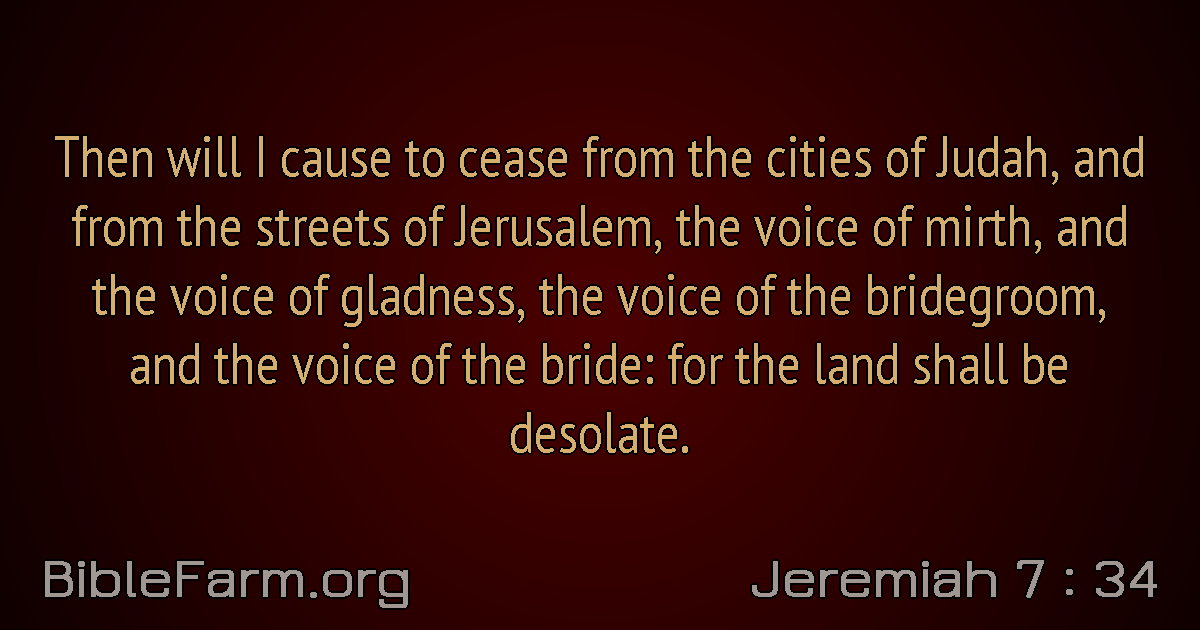 Then will I cause to cease from the cities of Judah, and
from the streets of Jerusalem, the voice of mirth, and
the voice of gladness, the voice of the bridegroom,
and the voice of the bride: for the land shall be
desolate.
BibleFarm.org
Jeremiah 7 : 34